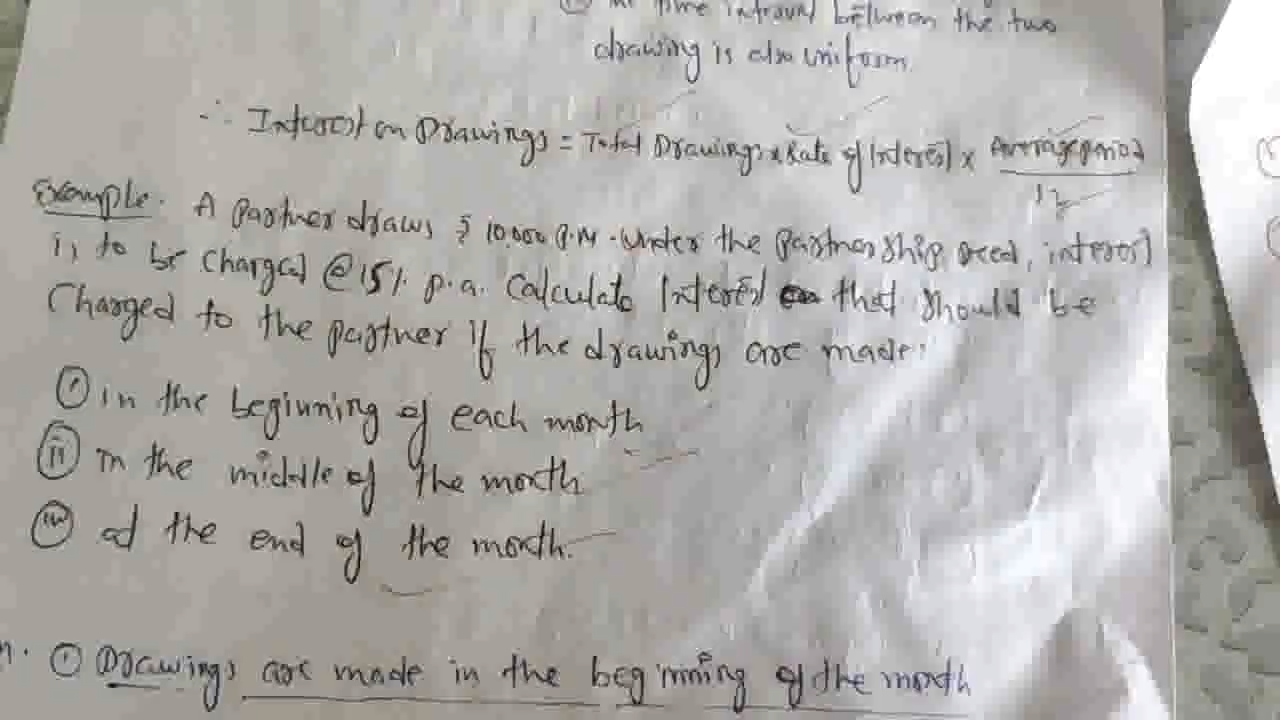 time interval between the two
drawing is also uniform.
∴ Interest on Drawings = Total Drawings x Rate of Interest x Average period
12
Example. A partner draws ₹ 10,000 P.M. Under the partnership deed, interest
is to be charged @ 15% p.a. Calculate Interest that should be
Charged to the partner if the drawings are made:
(i) in the beginning of each month
(ii) in the middle of the month
(iii) at the end of the month.
(i) Drawings are made in the beginning of the month